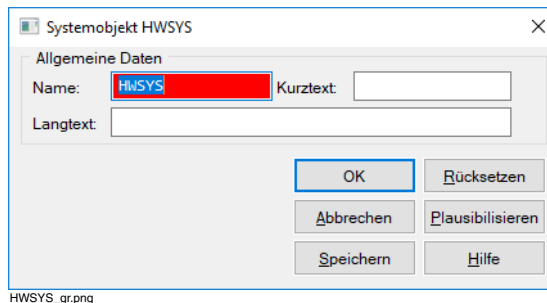 Systemobjekt HWSYS
Allgemeine Daten
Name: HWSYS Kurztext:
Langtext:
OK Rücksetzen
Abbrechen Plausibilisieren
Speichern Hilfe
HWSYS_gr.png